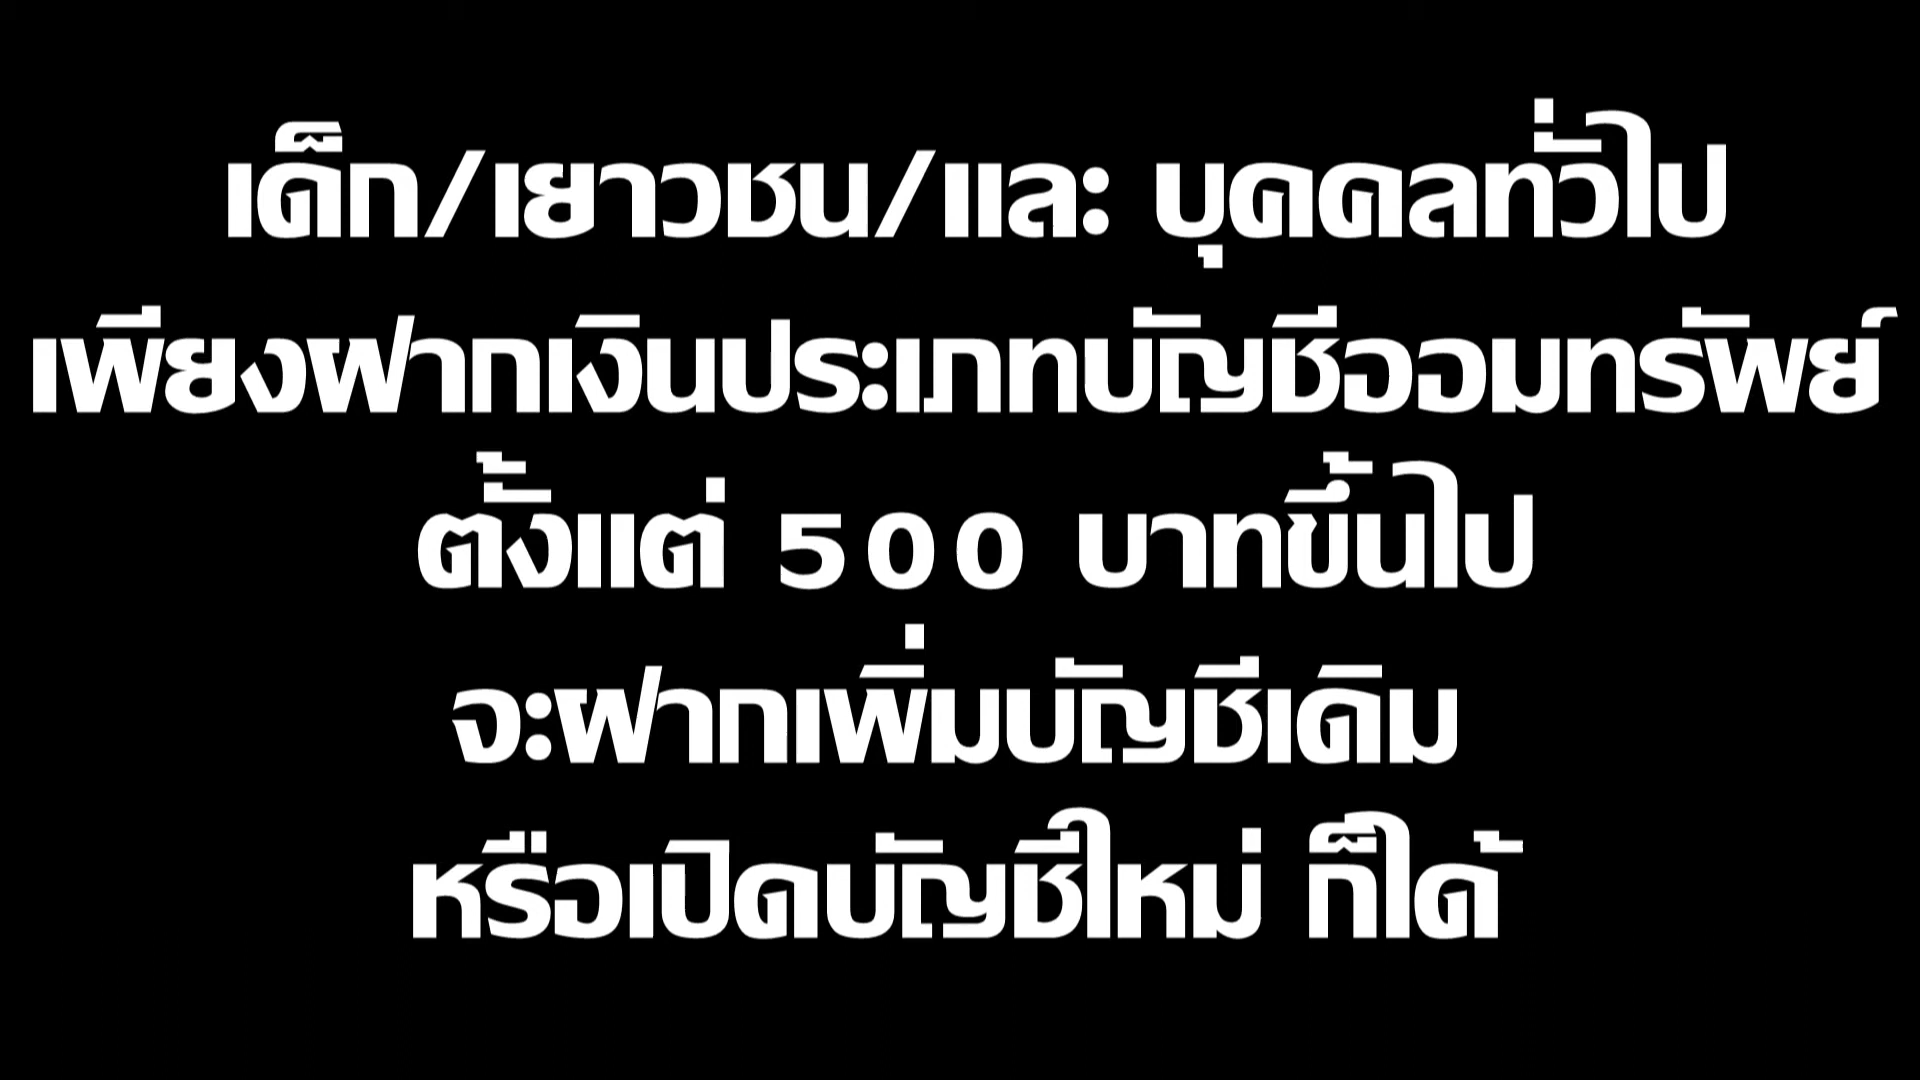 เด็ก/เยาวชน/และ บุคคลทั่วไป
เพียงฝากเงินประเภทบัญชีออมทรัพย์
ตั้งแต่ 500 บาทขึ้นไป
จะฝากเพิ่มบัญชีเดิม
หรือเปิดบัญชีใหม่ ก็ได้